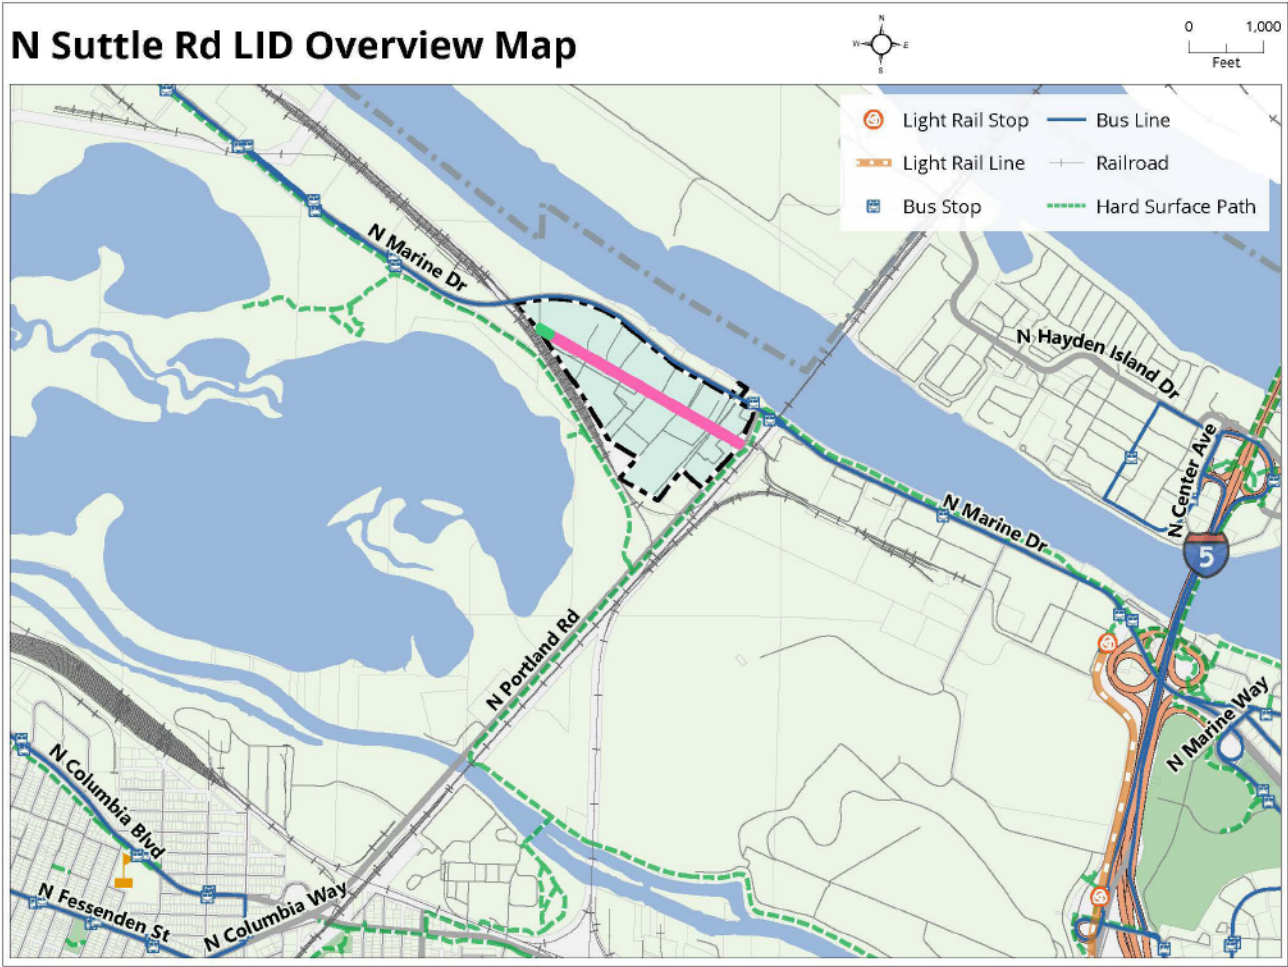 N Suttle Rd LID Overview Map
N
W E
S
0 1,000
Feet
Light Rail Stop
Bus Line
Light Rail Line
Railroad
Bus Stop
Hard Surface Path
N Marine Dr
N Hayden Island Dr
N Center Ave
N Marine Dr
5
N Portland Rd
N Marine Way
N Columbia Blvd
N Fessenden St
N Columbia Way